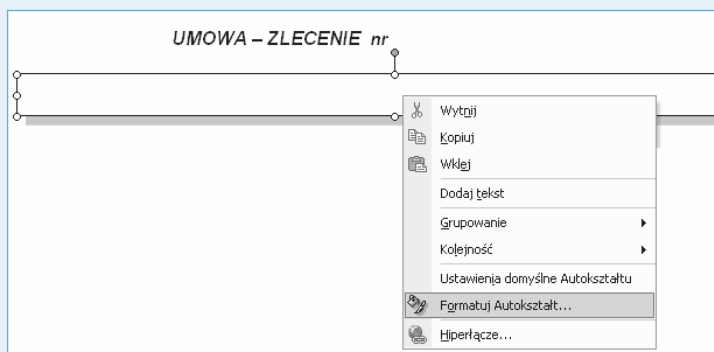 UMOWA – ZLECENIE nr
Wytnij
Kopiuj
Wklej
Dodaj tekst
Grupowanie
Kolejność
Ustawienia domyślne Autokształtu
Formatuj Autokształt...
Hiperłącze...